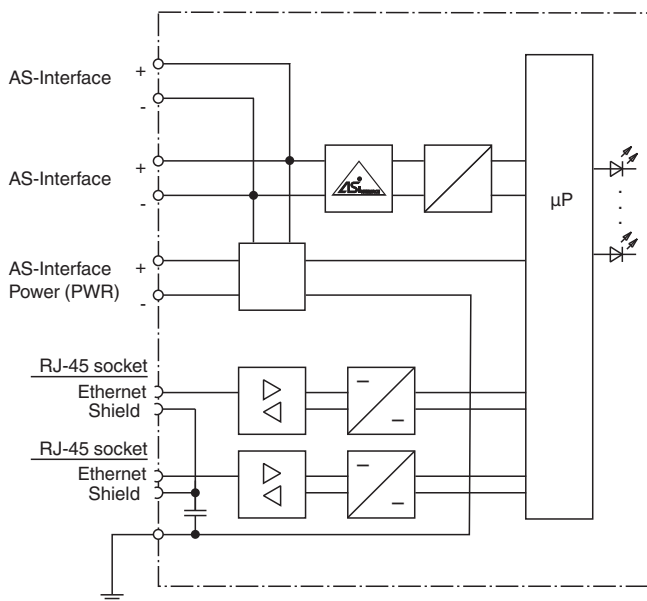 AS-Interface +
-
AS-Interface +
-
µP
AS-Interface +
Power (PWR) -
RJ-45 socket
Ethernet
Shield
RJ-45 socket
Ethernet
Shield
ASi